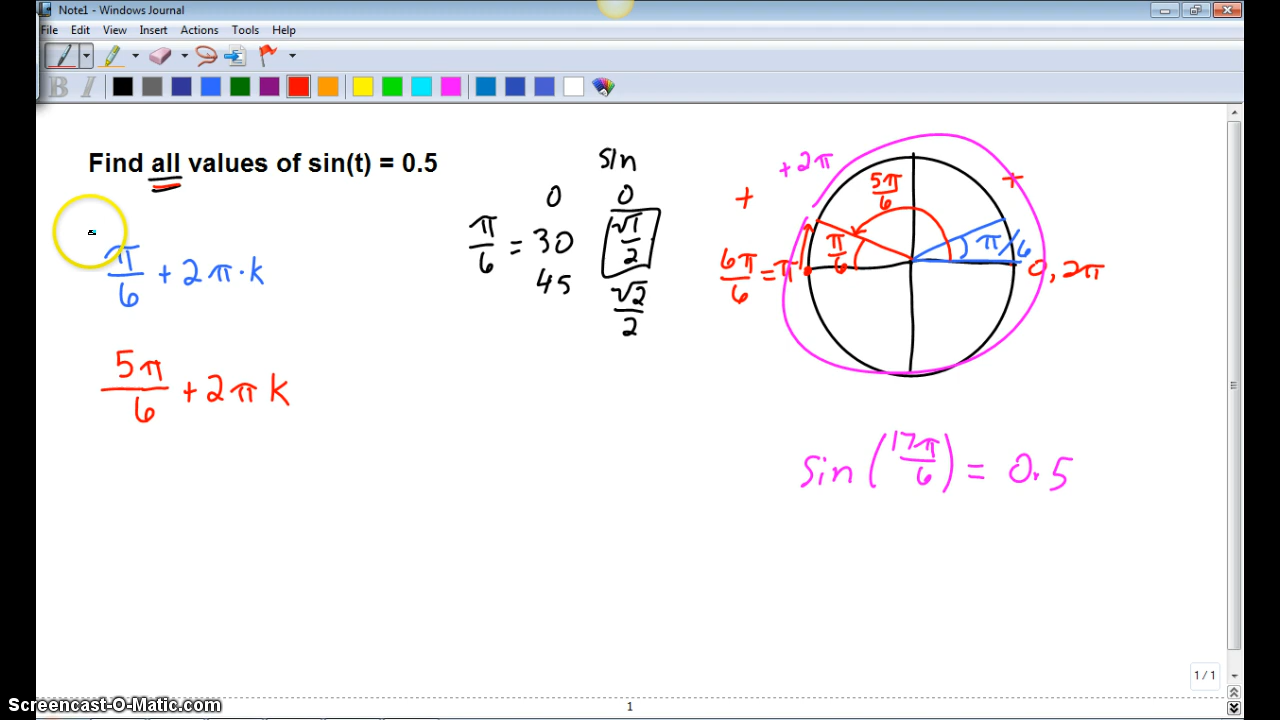 Note1 - Windows Journal
File Edit View Insert Actions Tools Help
B I
Find all values of sin(t) = 0.5
π/6 + 2π·k
5π/6 + 2πk
sin
0 0
π/6 = 30 √1/2
45 √2/2
+2π
+ 5π/6 +
π/6 π/6
6π/6 = π 0, 2π
sin(17π/6) = 0.5
1 / 1
1
Screencast-O-Matic.com